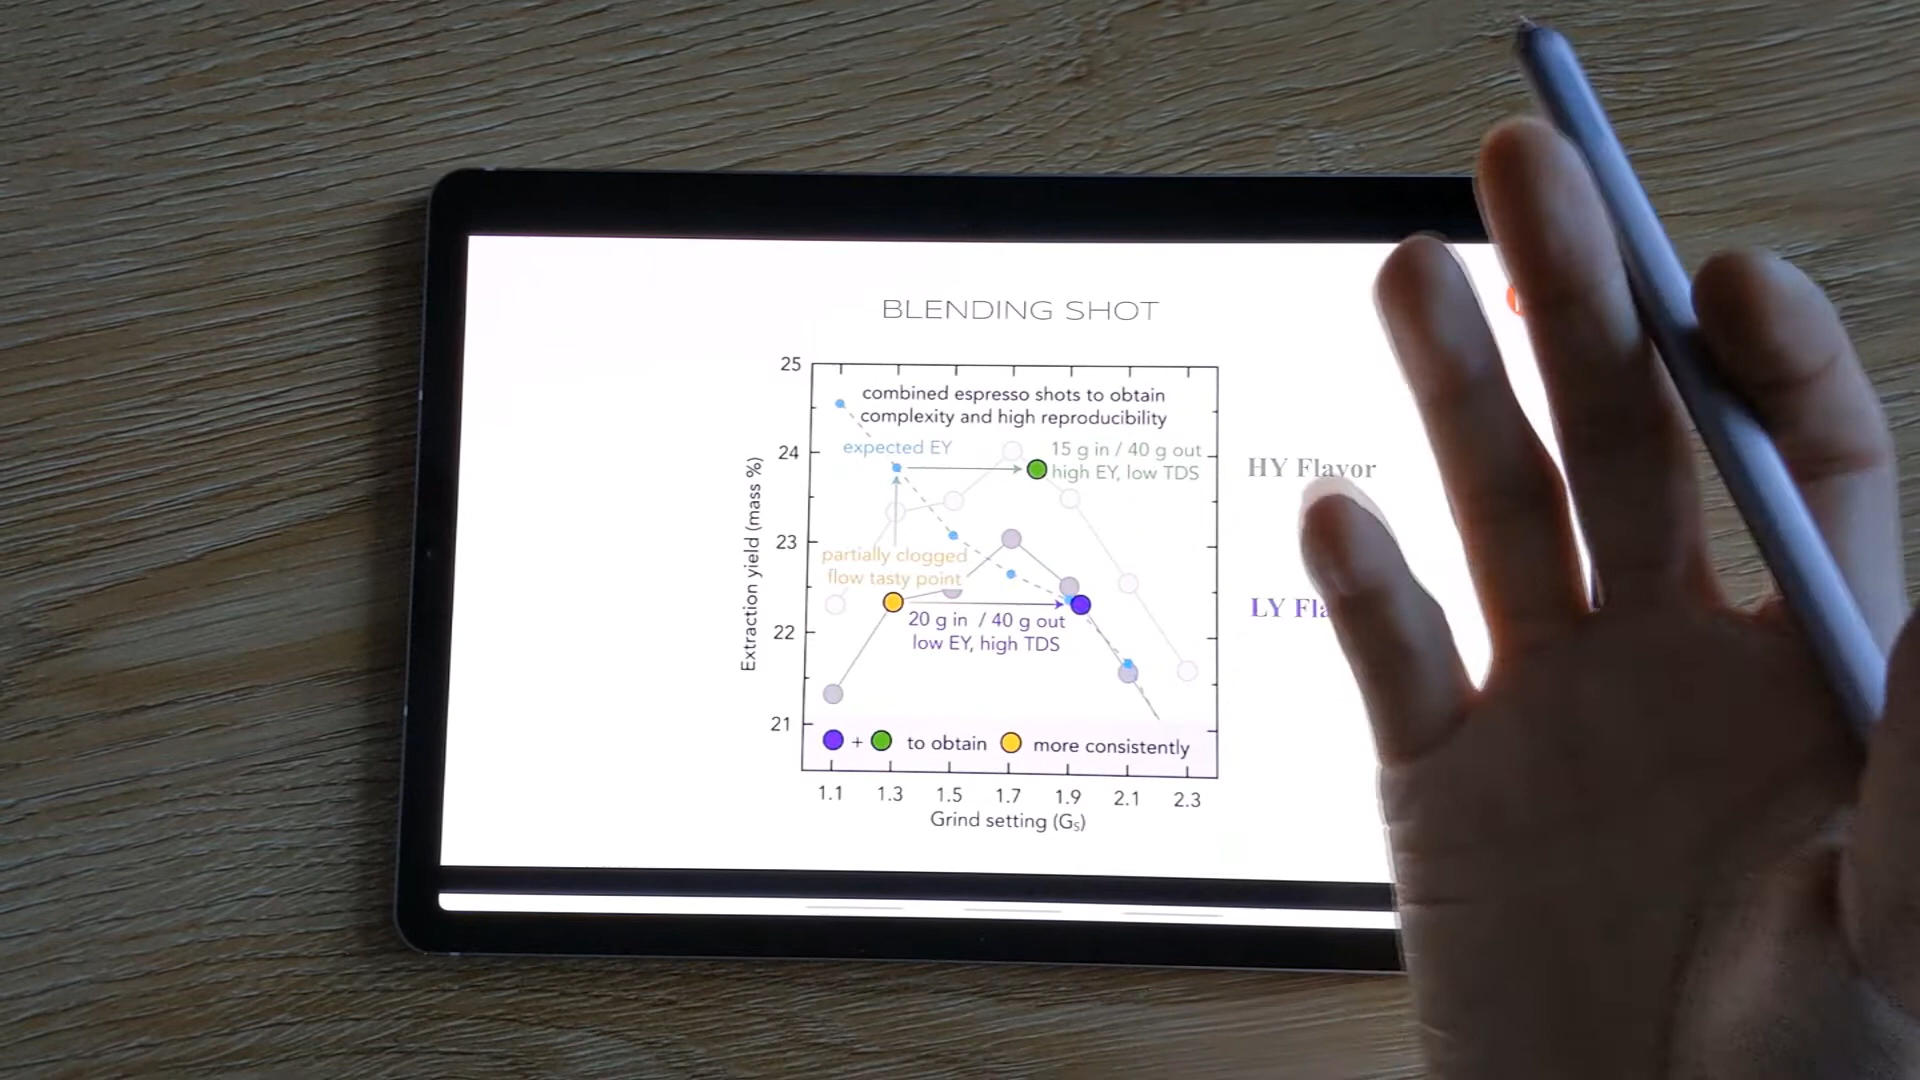 BLENDING SHOT
25
24
23
22
21
Extraction yield (mass %)
combined espresso shots to obtain
complexity and high reproducibility
expected EY
15 g in / 40 g out
high EY, low TDS
HY Flavor
partially clogged
flow tasty point
20 g in / 40 g out
low EY, high TDS
LY
+ to obtain more consistently
1.1 1.3 1.5 1.7 1.9 2.1 2.3
Grind setting (Gs)